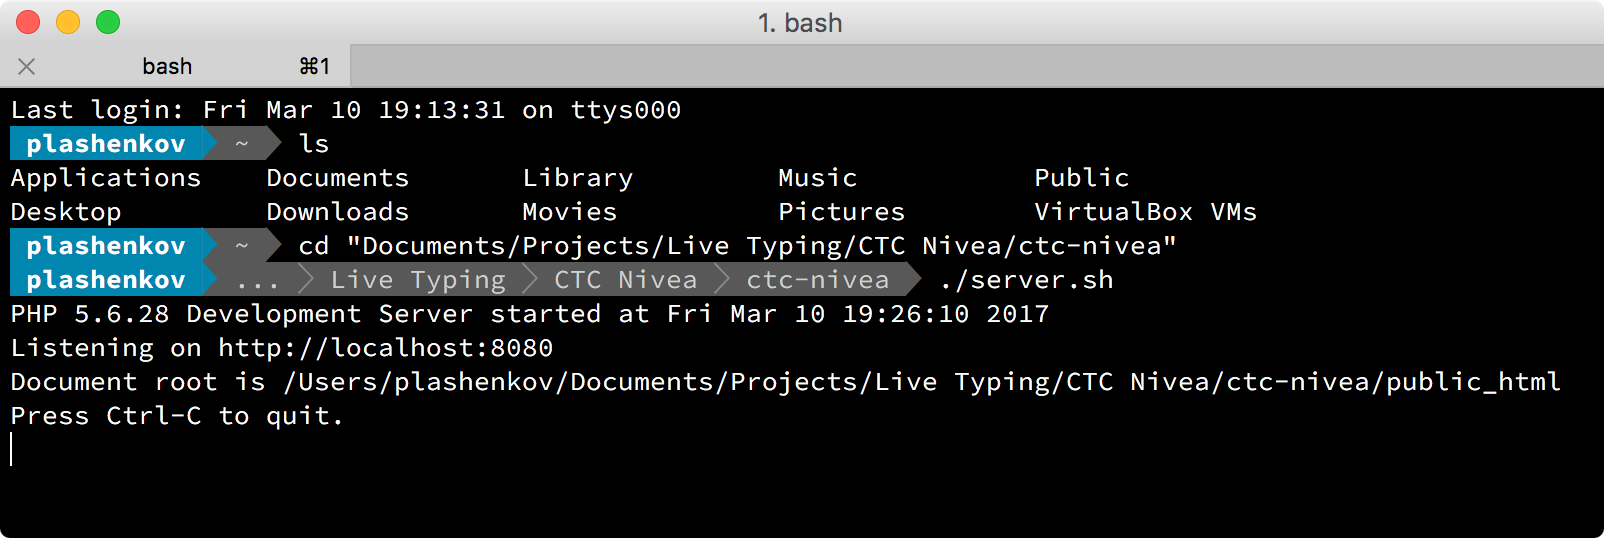 1. bash
bash ⌘1
Last login: Fri Mar 10 19:13:31 on ttys000
plashenkov ~ ls
Applications Documents Library Music Public
Desktop Downloads Movies Pictures VirtualBox VMs
plashenkov ~ cd "Documents/Projects/Live Typing/CTC Nivea/ctc-nivea"
plashenkov ... Live Typing CTC Nivea ctc-nivea ./server.sh
PHP 5.6.28 Development Server started at Fri Mar 10 19:26:10 2017
Listening on http://localhost:8080
Document root is /Users/plashenkov/Documents/Projects/Live Typing/CTC Nivea/ctc-nivea/public_html
Press Ctrl-C to quit.